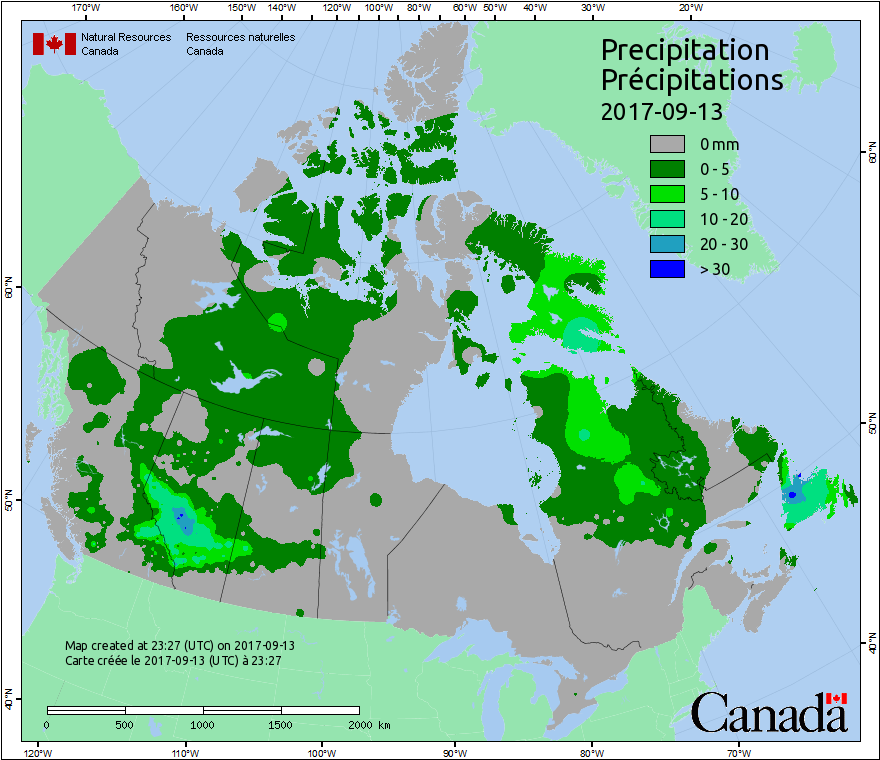 170°W 160°W 150°W 140°W 120°W 100°W 90°W 80°W 60°W 50°W 40°W 30°W 20°W
Natural Resources Ressources naturelles
Canada Canada
Precipitation
Précipitations
2017-09-13
0 mm
0 - 5
5 - 10
10 - 20
20 - 30
> 30
60°N
60°N
50°N
50°N
40°N
40°N
Map created at 23:27 (UTC) on 2017-09-13
Carte créée le 2017-09-13 (UTC) à 23:27
0 500 1000 1500 2000 km
Canada
120°W 110°W 100°W 90°W 80°W 70°W